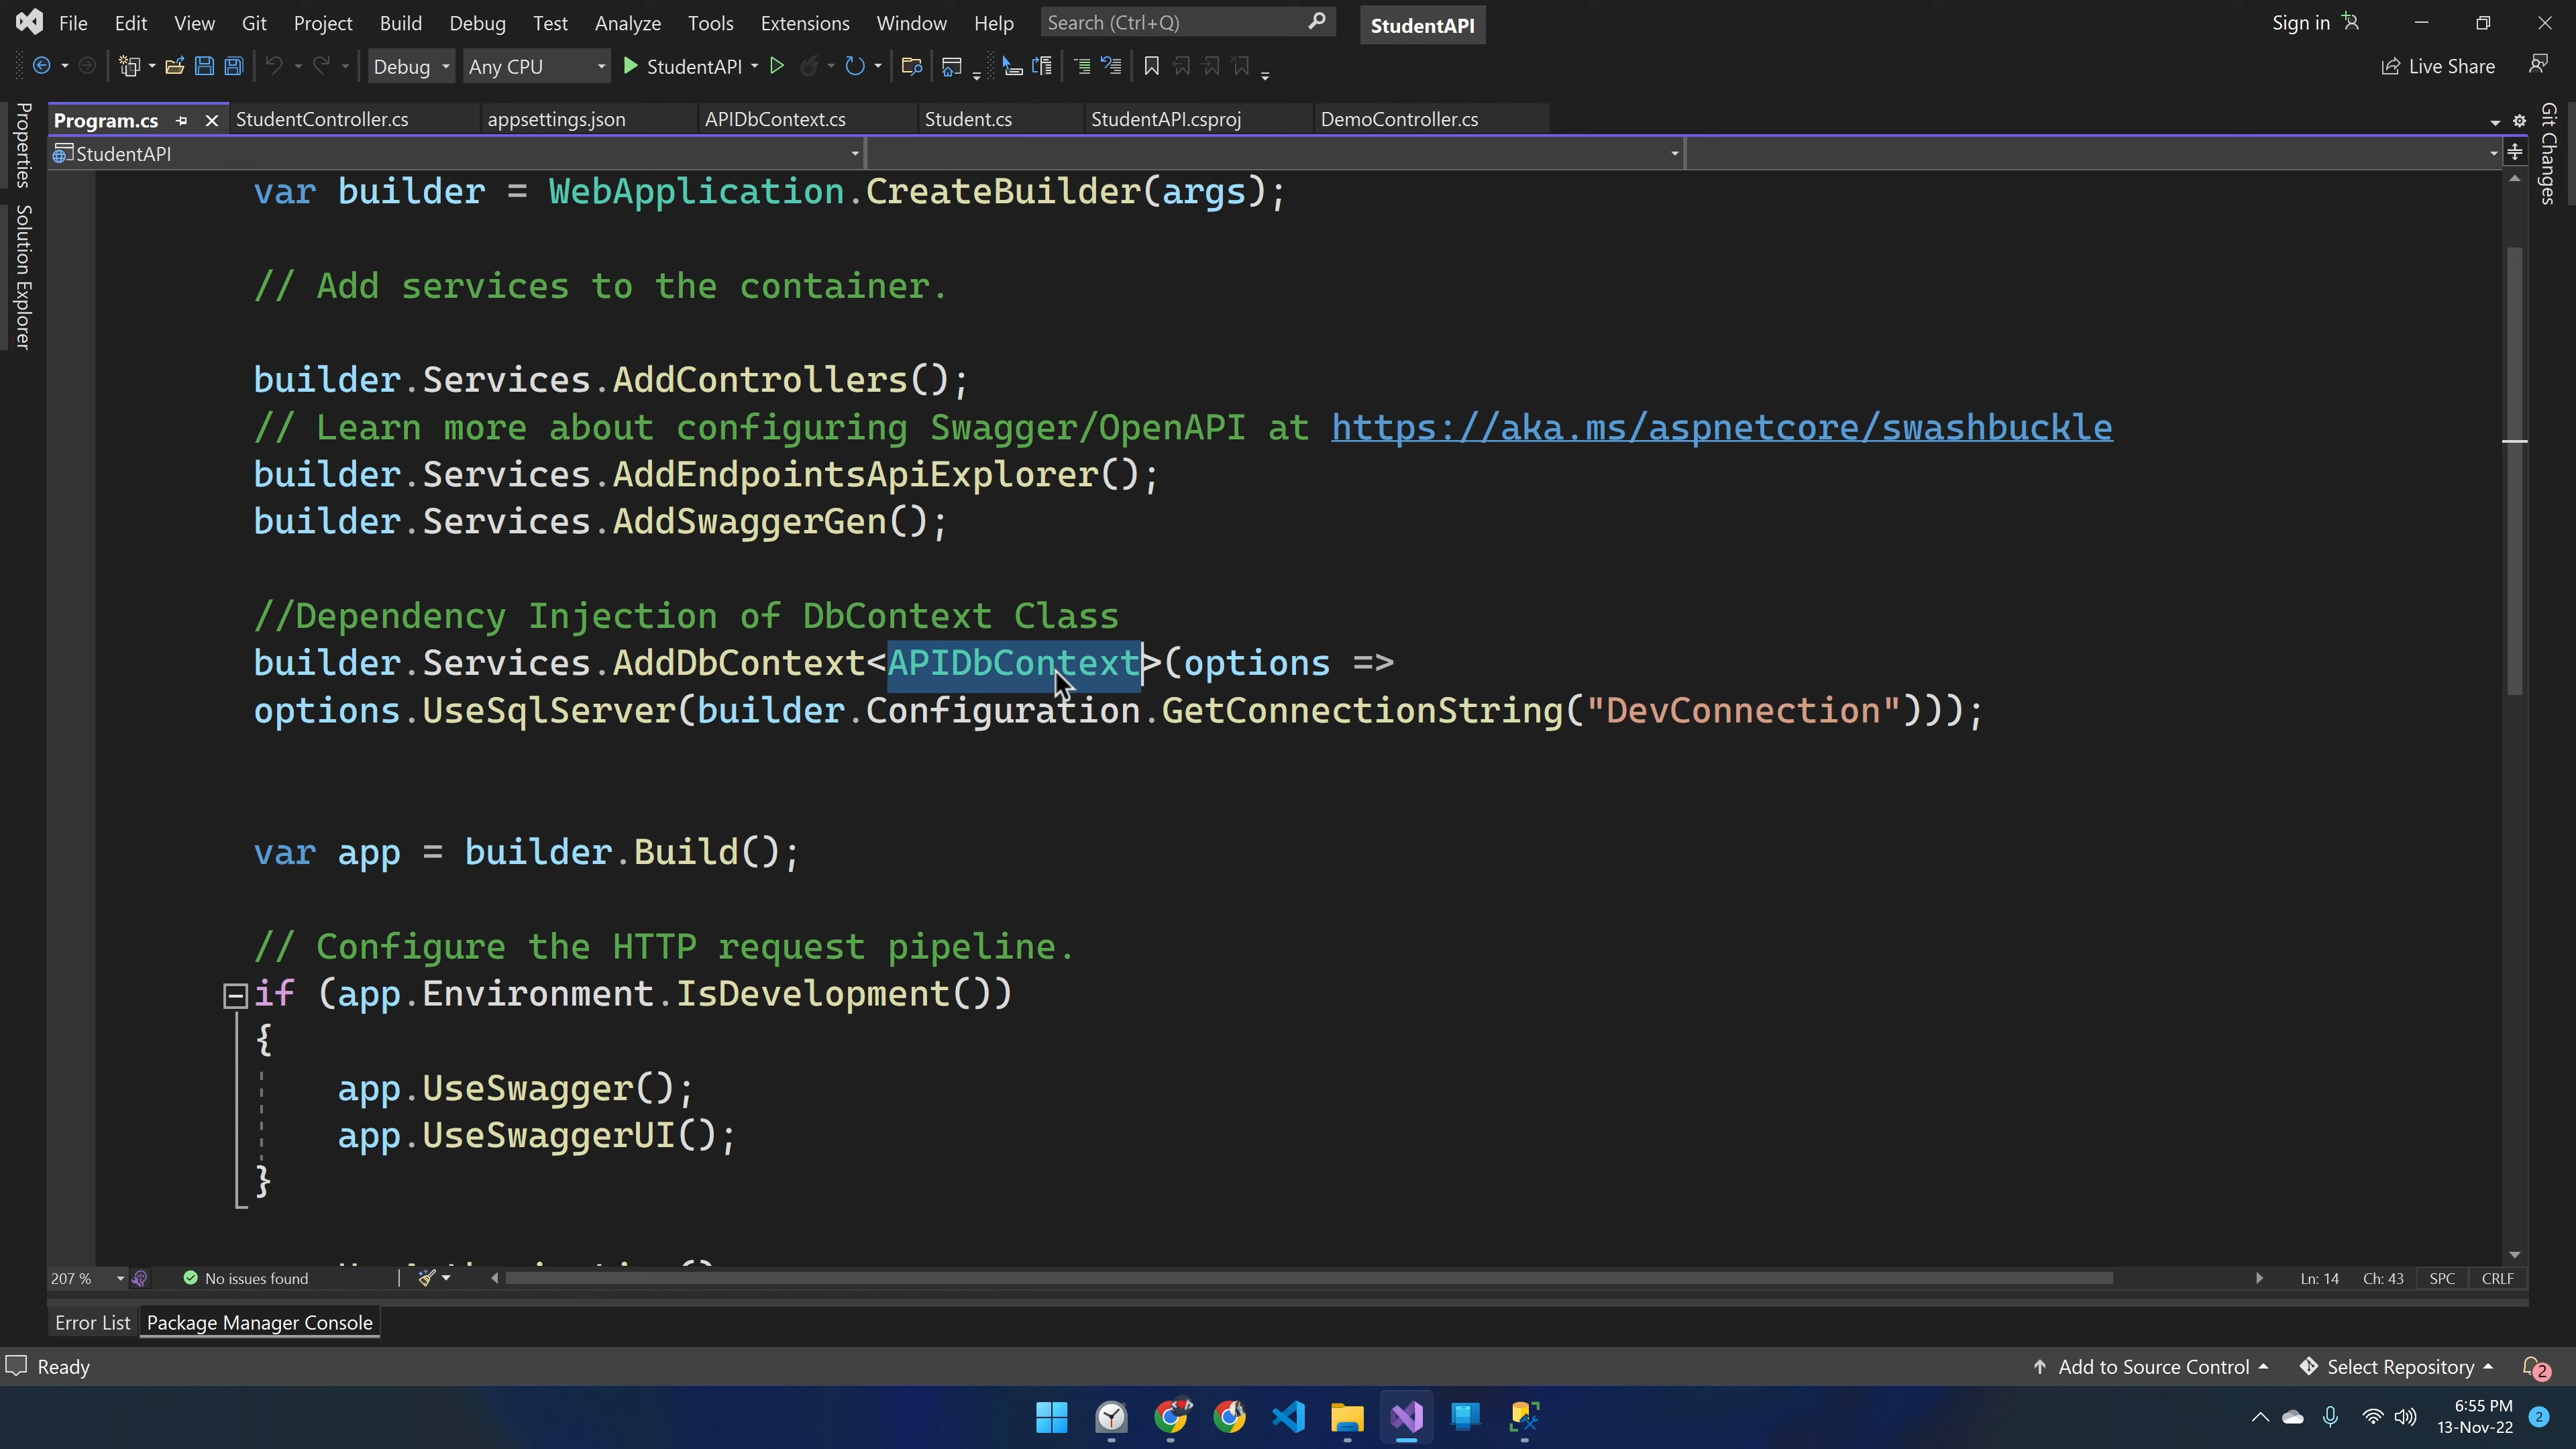 File Edit View Git Project Build Debug Test Analyze Tools Extensions Window Help Search (Ctrl+Q) StudentAPI Sign in
Debug Any CPU StudentAPI Live Share
Properties
Solution Explorer
Git Changes
Program.cs StudentController.cs appsettings.json APIDbContext.cs Student.cs StudentAPI.csproj DemoController.cs
StudentAPI
var builder = WebApplication.CreateBuilder(args);
// Add services to the container.
builder.Services.AddControllers();
// Learn more about configuring Swagger/OpenAPI at https://aka.ms/aspnetcore/swashbuckle
builder.Services.AddEndpointsApiExplorer();
builder.Services.AddSwaggerGen();
//Dependency Injection of DbContext Class
builder.Services.AddDbContext<APIDbContext>(options =>
options.UseSqlServer(builder.Configuration.GetConnectionString("DevConnection")));
var app = builder.Build();
// Configure the HTTP request pipeline.
if (app.Environment.IsDevelopment())
{
app.UseSwagger();
app.UseSwaggerUI();
}
207 % No issues found Ln: 14 Ch: 43 SPC CRLF
Error List Package Manager Console
Ready Add to Source Control Select Repository 2
6:55 PM
13-Nov-22 2